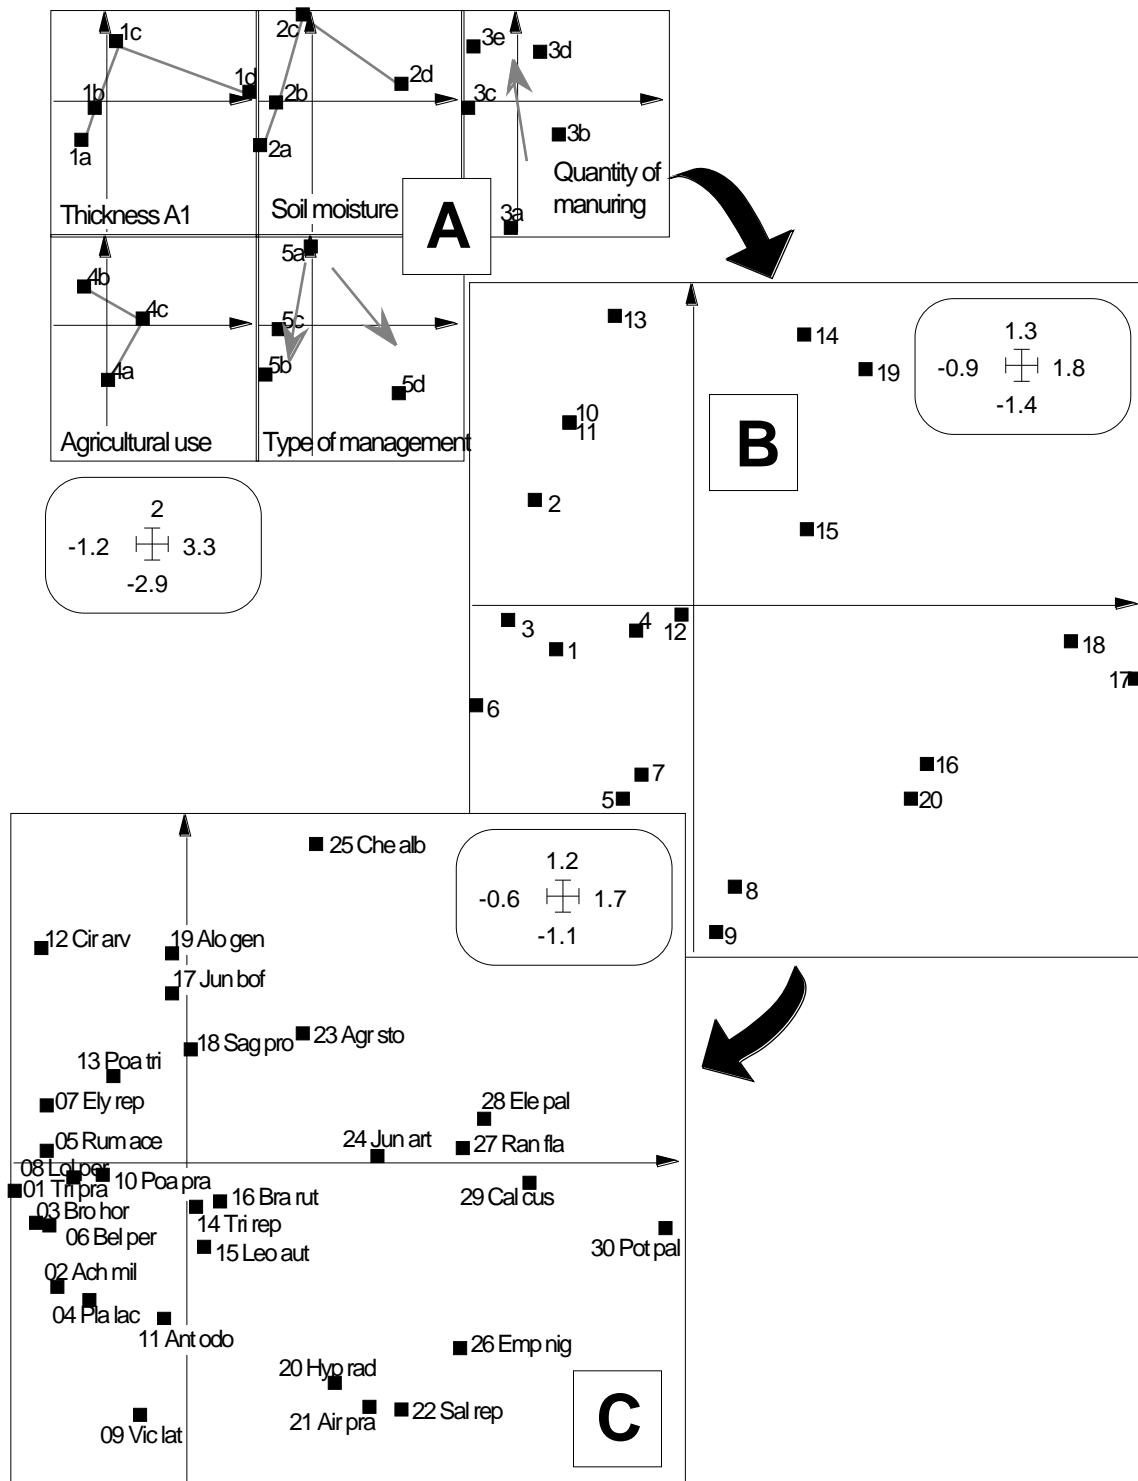 1c
1b
1d
1a
Thickness A1
2c
2d
2b
2a
Soil moisture
3e
3d
3c
3b
3a
Quantity of
manuring
A
4b
4c
4a
Agricultural use
5a
5c
5b
5d
Type of management
2
-1.2 3.3
-2.9
13
14
19
1.3
-0.9 1.8
-1.4
10
11
B
2
15
3
4
12
1
18
17
6
7
16
5
20
8
9
25 Che alb
1.2
-0.6 1.7
-1.1
12 Cir arv
19 Alo gen
17 Jun bof
18 Sag pro
23 Agr sto
13 Poa tri
07 Ely rep
28 Ele pal
05 Rum ace
24 Jun art
27 Ran fla
08 Lol per
10 Poa pra
01 Tri pra
29 Cal cus
16 Bra rut
03 Bro hor
14 Tri rep
06 Bel per
30 Pot pal
15 Leo aut
02 Ach mil
04 Pla lac
11 Ant odo
26 Emp nig
20 Hyp rad
22 Sal rep
21 Air pra
09 Vic lat
C